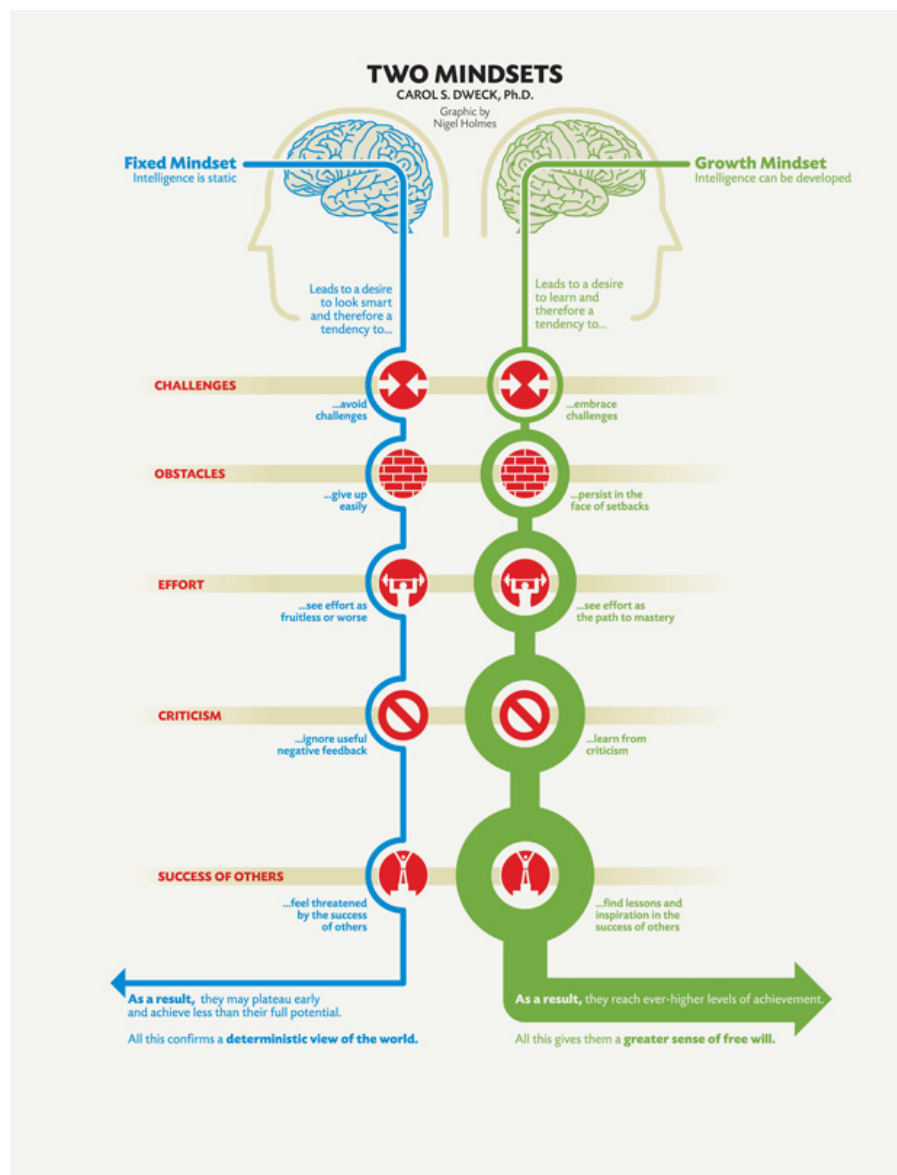 TWO MINDSETS
CAROL S. DWECK, Ph.D.
Graphic by
Nigel Holmes
Fixed Mindset
Intelligence is static
Growth Mindset
Intelligence can be developed
Leads to a desire
to look smart
and therefore a
tendency to...
Leads to a desire
to learn and
therefore a
tendency to...
CHALLENGES
...avoid
challenges
...embrace
challenges
OBSTACLES
...give up
easily
...persist in the
face of setbacks
EFFORT
...see effort as
fruitless or worse
...see effort as
the path to mastery
CRITICISM
...ignore useful
negative feedback
...learn from
criticism
SUCCESS OF OTHERS
...feel threatened
by the success
of others
...find lessons and
inspiration in the
success of others
As a result, they may plateau early
and achieve less than their full potential.
All this confirms a deterministic view of the world.
As a result, they reach ever-higher levels of achievement.
All this gives them a greater sense of free will.